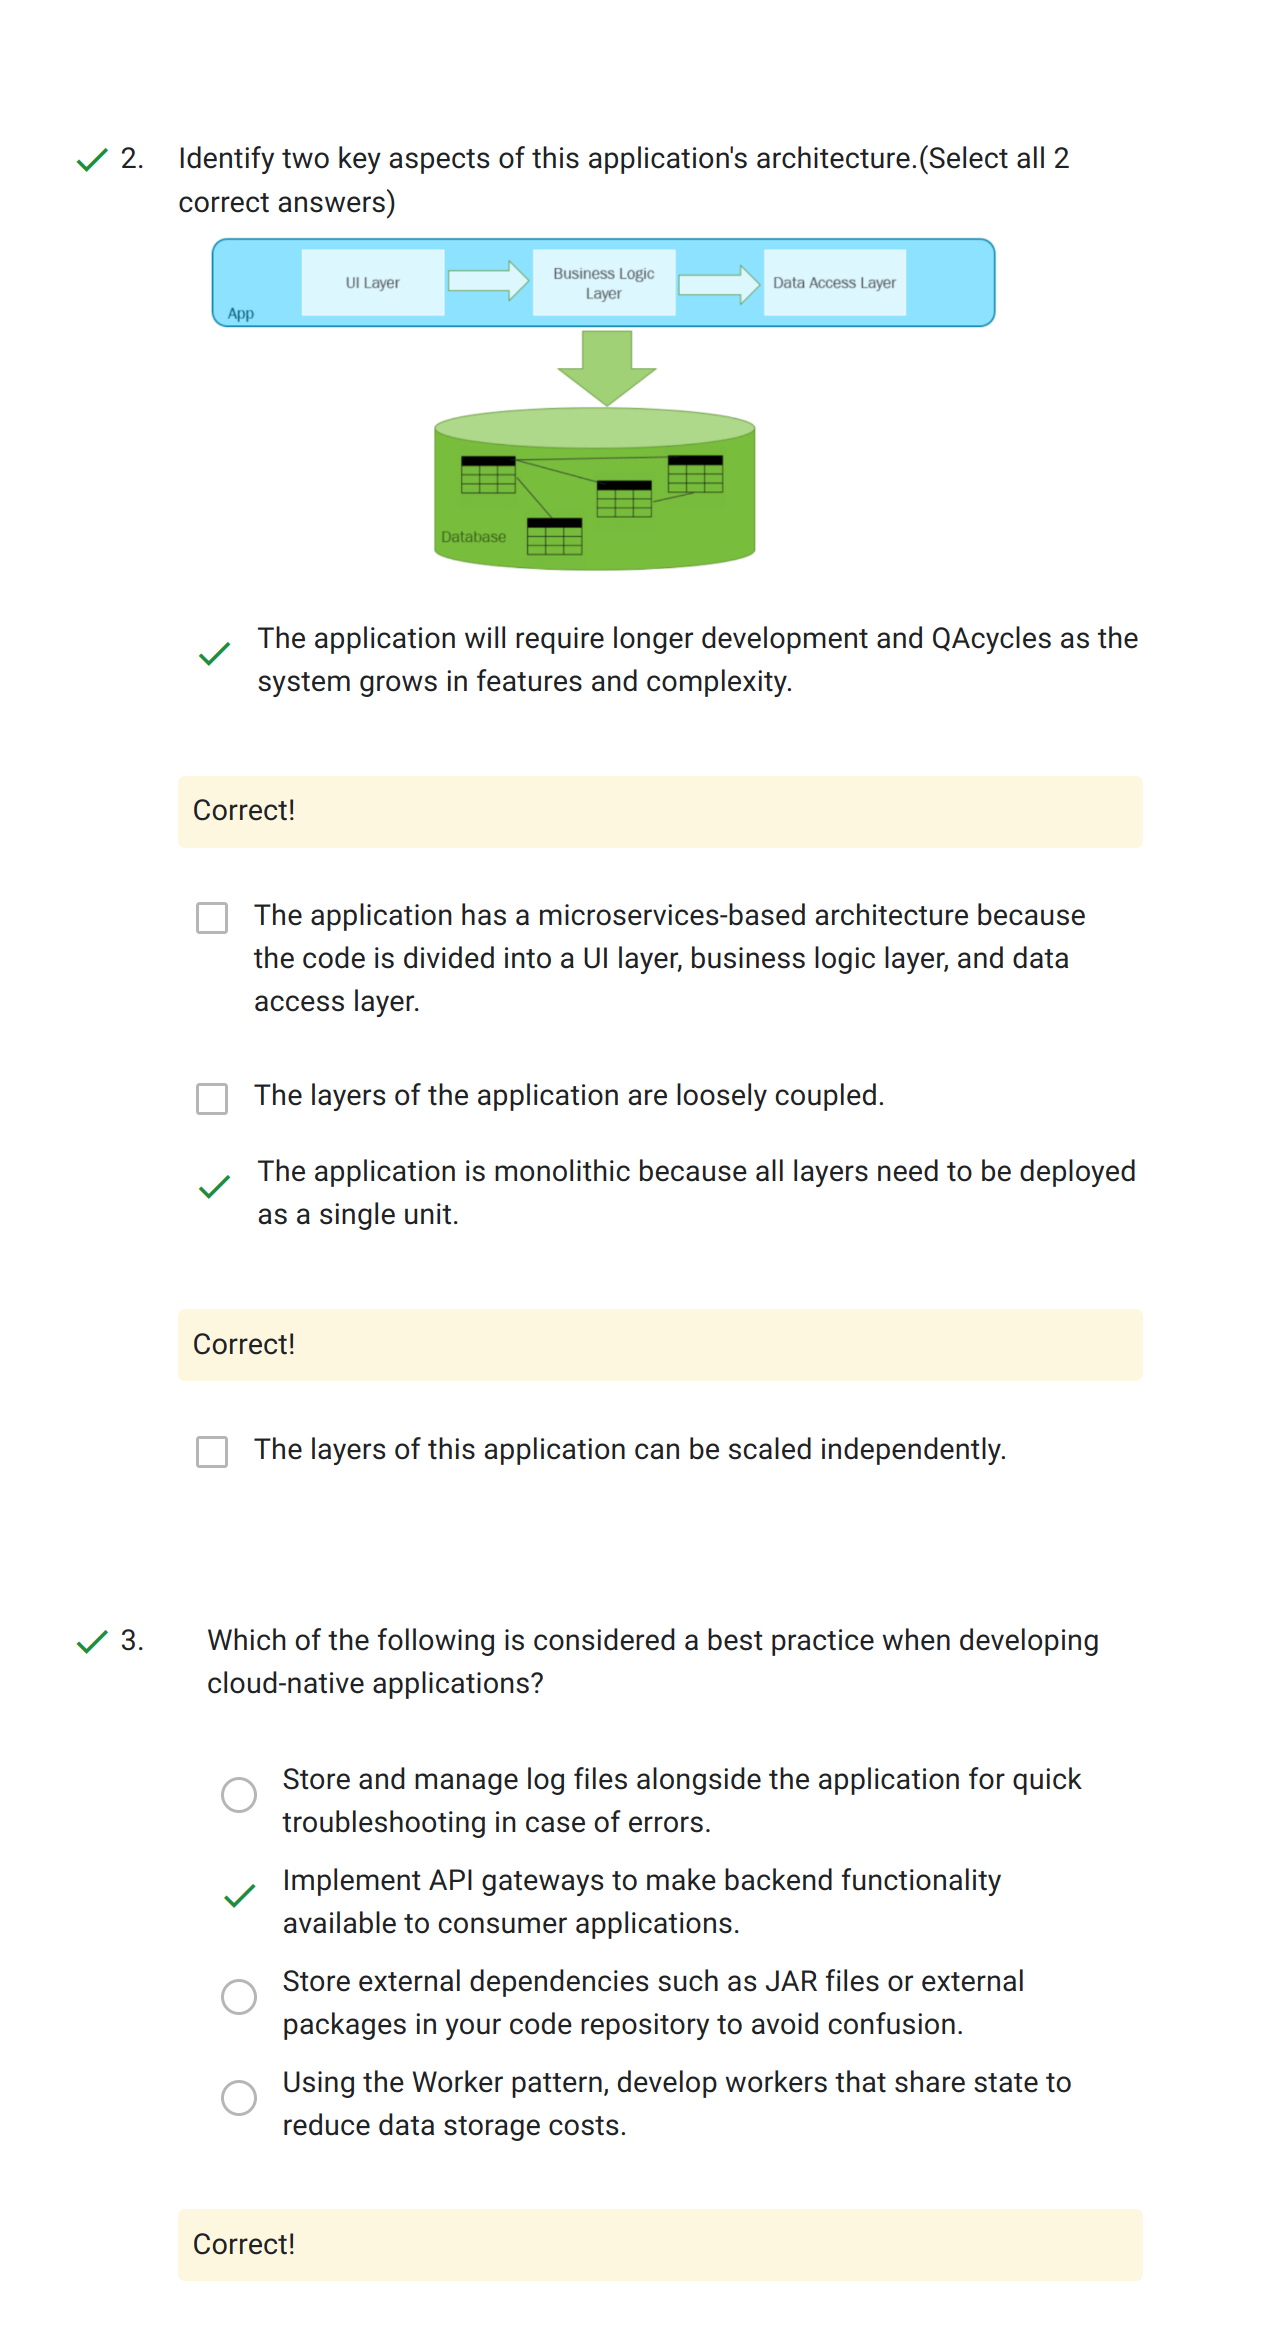 2. Identify two key aspects of this application's architecture.(Select all 2
correct answers)
UI Layer
Business Logic
Layer
Data Access Layer
App
Database
The application will require longer development and QAcycles as the
system grows in features and complexity.
Correct!
The application has a microservices-based architecture because
the code is divided into a UI layer, business logic layer, and data
access layer.
The layers of the application are loosely coupled.
The application is monolithic because all layers need to be deployed
as a single unit.
Correct!
The layers of this application can be scaled independently.
3. Which of the following is considered a best practice when developing
cloud-native applications?
Store and manage log files alongside the application for quick
troubleshooting in case of errors.
Implement API gateways to make backend functionality
available to consumer applications.
Store external dependencies such as JAR files or external
packages in your code repository to avoid confusion.
Using the Worker pattern, develop workers that share state to
reduce data storage costs.
Correct!